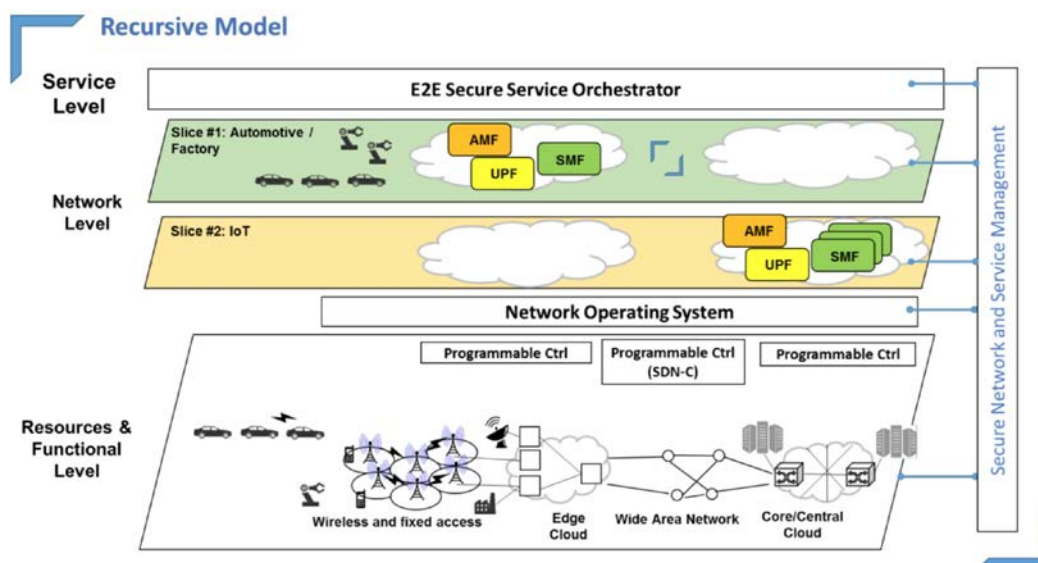 Recursive Model
Service
Level
E2E Secure Service Orchestrator
Slice #1: Automotive /
Factory
AMF
UPF
SMF
Network
Level
Slice #2: IoT
AMF
UPF
SMF
Network Operating System
Programmable Ctrl
Programmable Ctrl
(SDN-C)
Programmable Ctrl
Resources &
Functional
Level
Wireless and fixed access
Edge
Cloud
Wide Area Network
Core/Central
Cloud
Secure Network and Service Management